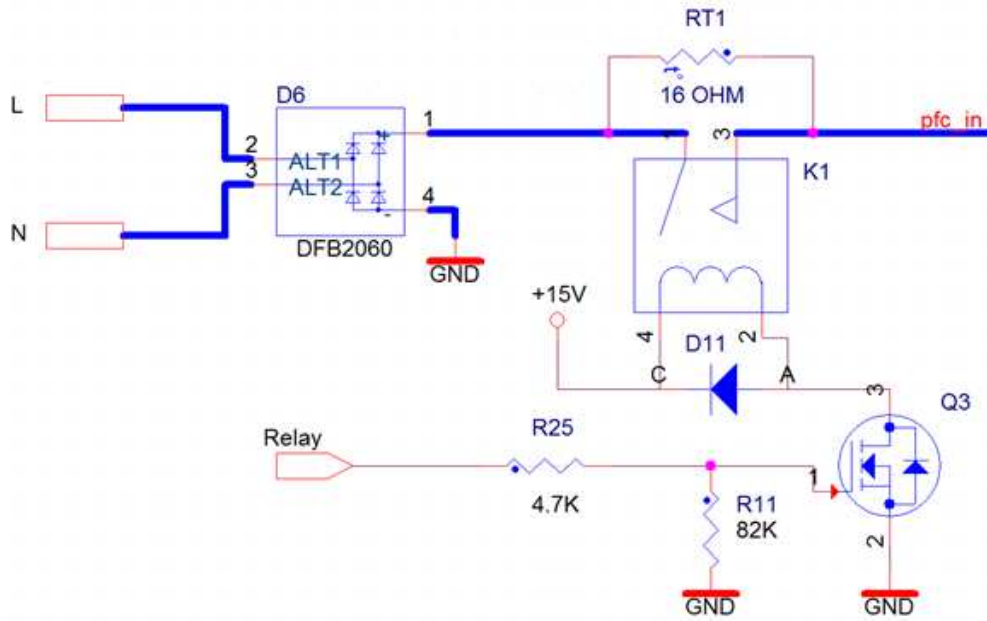 RT1
16 OHM
L
D6
1
1
3
pfc_in
2
ALT1
+
K1
3
ALT2
4
-
N
DFB2060
GND
+15V
4
2
D11
C
A
3
Q3
Relay
R25
1
4.7K
R11
82K
2
GND
GND